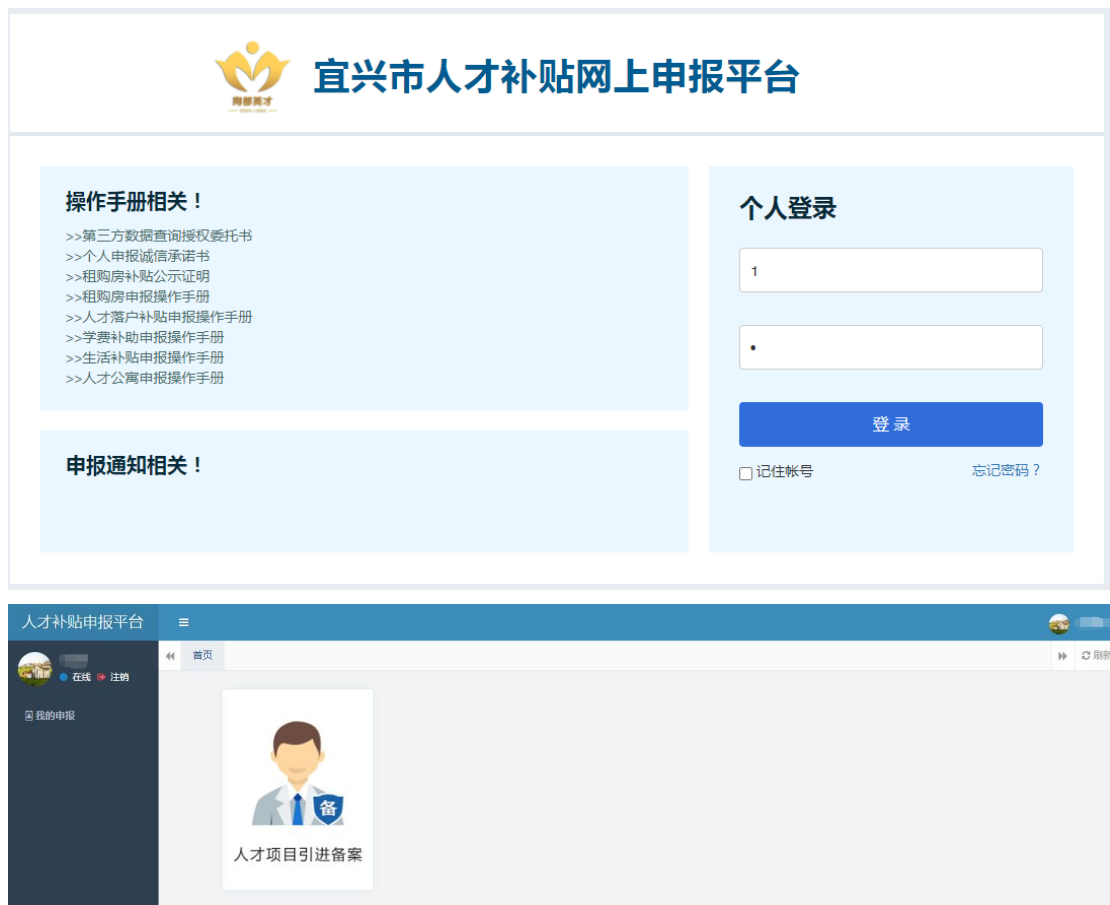 陶都英才
宜兴市人才补贴网上申报平台
操作手册相关！
>>第三方数据查询授权委托书
>>个人申报诚信承诺书
>>租购房补贴公示证明
>>租购房申报操作手册
>>人才落户补贴申报操作手册
>>学费补助申报操作手册
>>生活补贴申报操作手册
>>人才公寓申报操作手册
申报通知相关！
个人登录
1
•
登 录
记住帐号
忘记密码？
人才补贴申报平台
在线 注销
首页
刷新
我的申报
备
人才项目引进备案